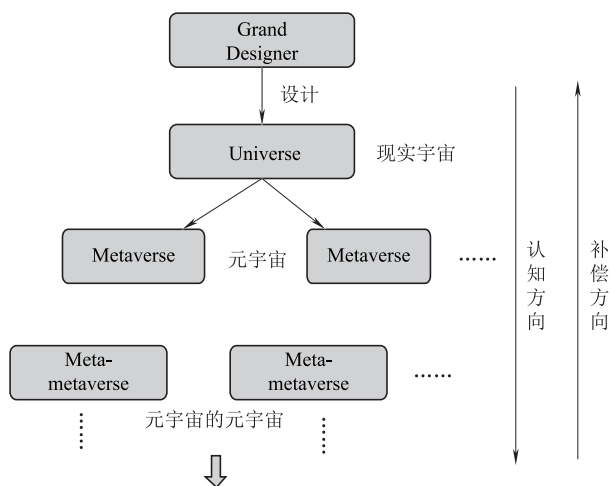 Grand
Designer
设计
Universe
现实宇宙
Metaverse
元宇宙
Metaverse
……
Meta-
metaverse
Meta-
metaverse
……
元宇宙的元宇宙
认知方向
补偿方向